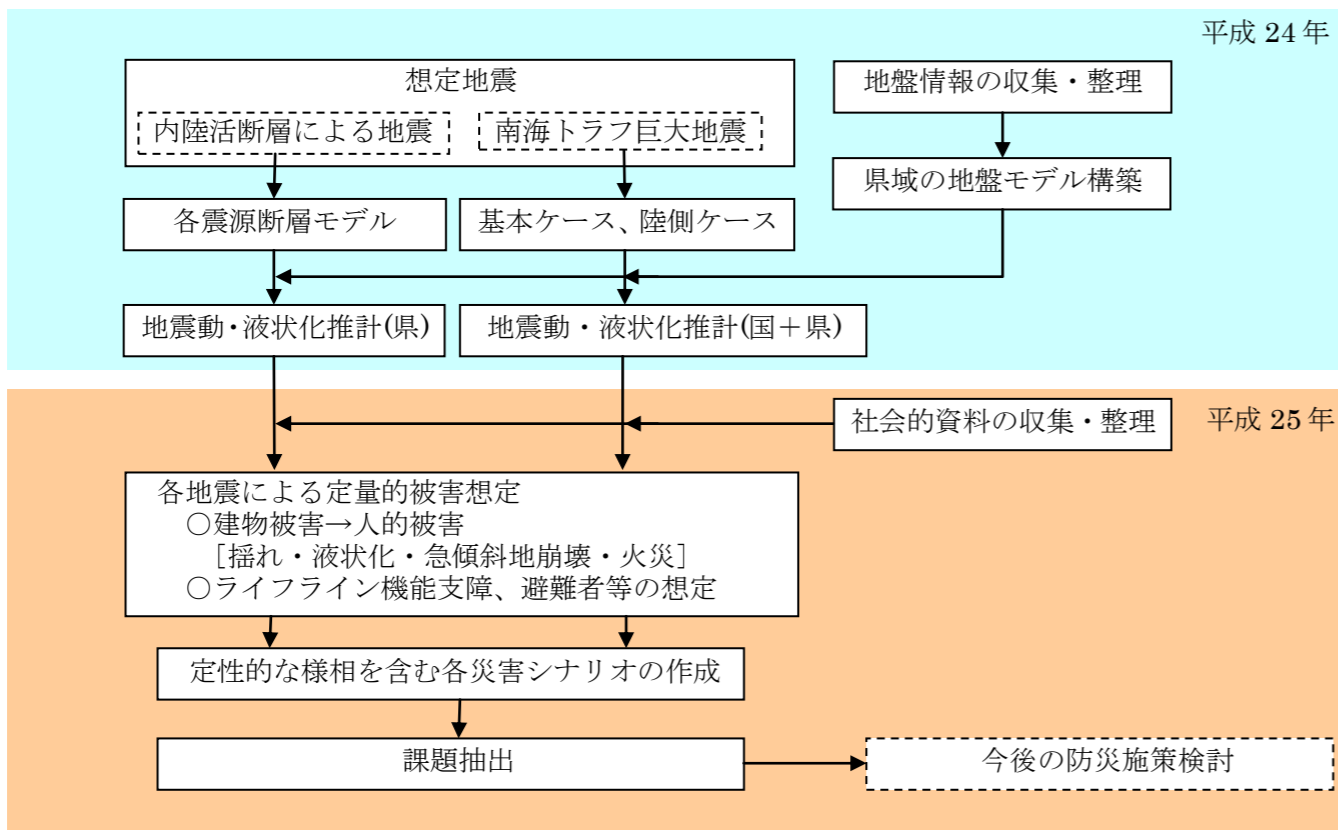 平成 24 年
想定地震
内陸活断層による地震
南海トラフ巨大地震
地盤情報の収集・整理
県域の地盤モデル構築
各震源断層モデル
基本ケース、陸側ケース
地震動・液状化推計(県)
地震動・液状化推計(国＋県)
平成 25 年
社会的資料の収集・整理
各地震による定量的被害想定
○建物被害→人的被害
［揺れ・液状化・急傾斜地崩壊・火災］
○ライフライン機能支障、避難者等の想定
定性的な様相を含む各災害シナリオの作成
課題抽出
今後の防災施策検討